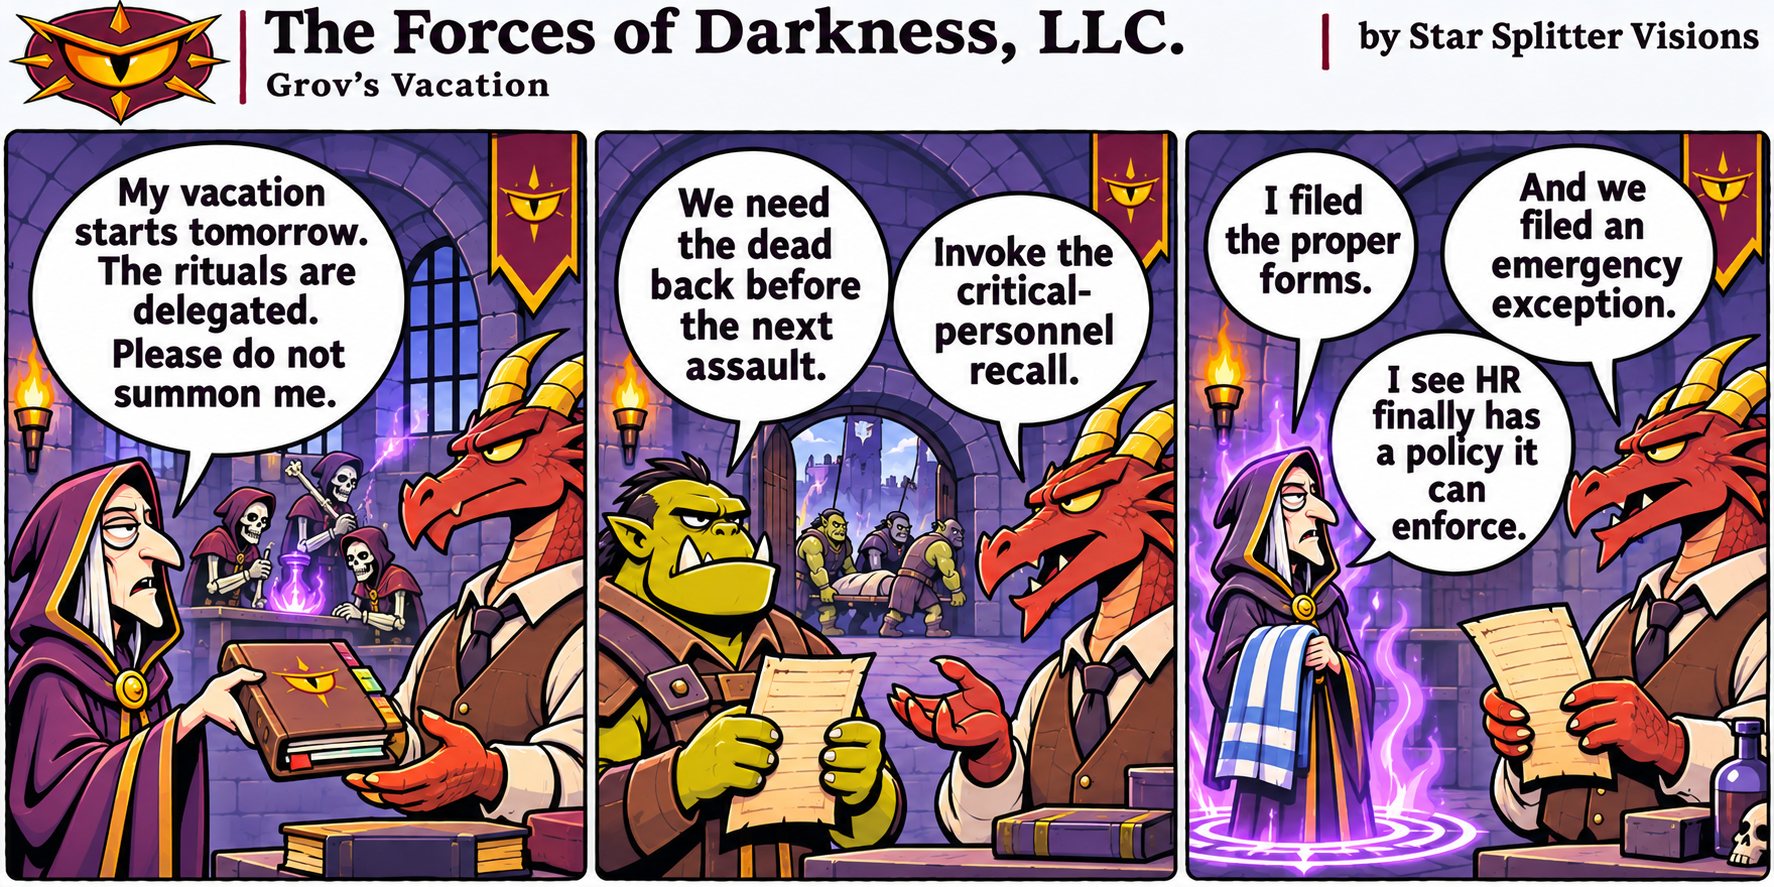 The Forces of Darkness, LLC.
Grov's Vacation
by Star Splitter Visions
My vacation
starts tomorrow.
The rituals are
delegated.
Please do not
summon me.
We need
the dead
back before
the next
assault.
Invoke the
critical-
personnel
recall.
I filed
the proper
forms.
And we
filed an
emergency
exception.
I see HR
finally has
a policy it
can
enforce.